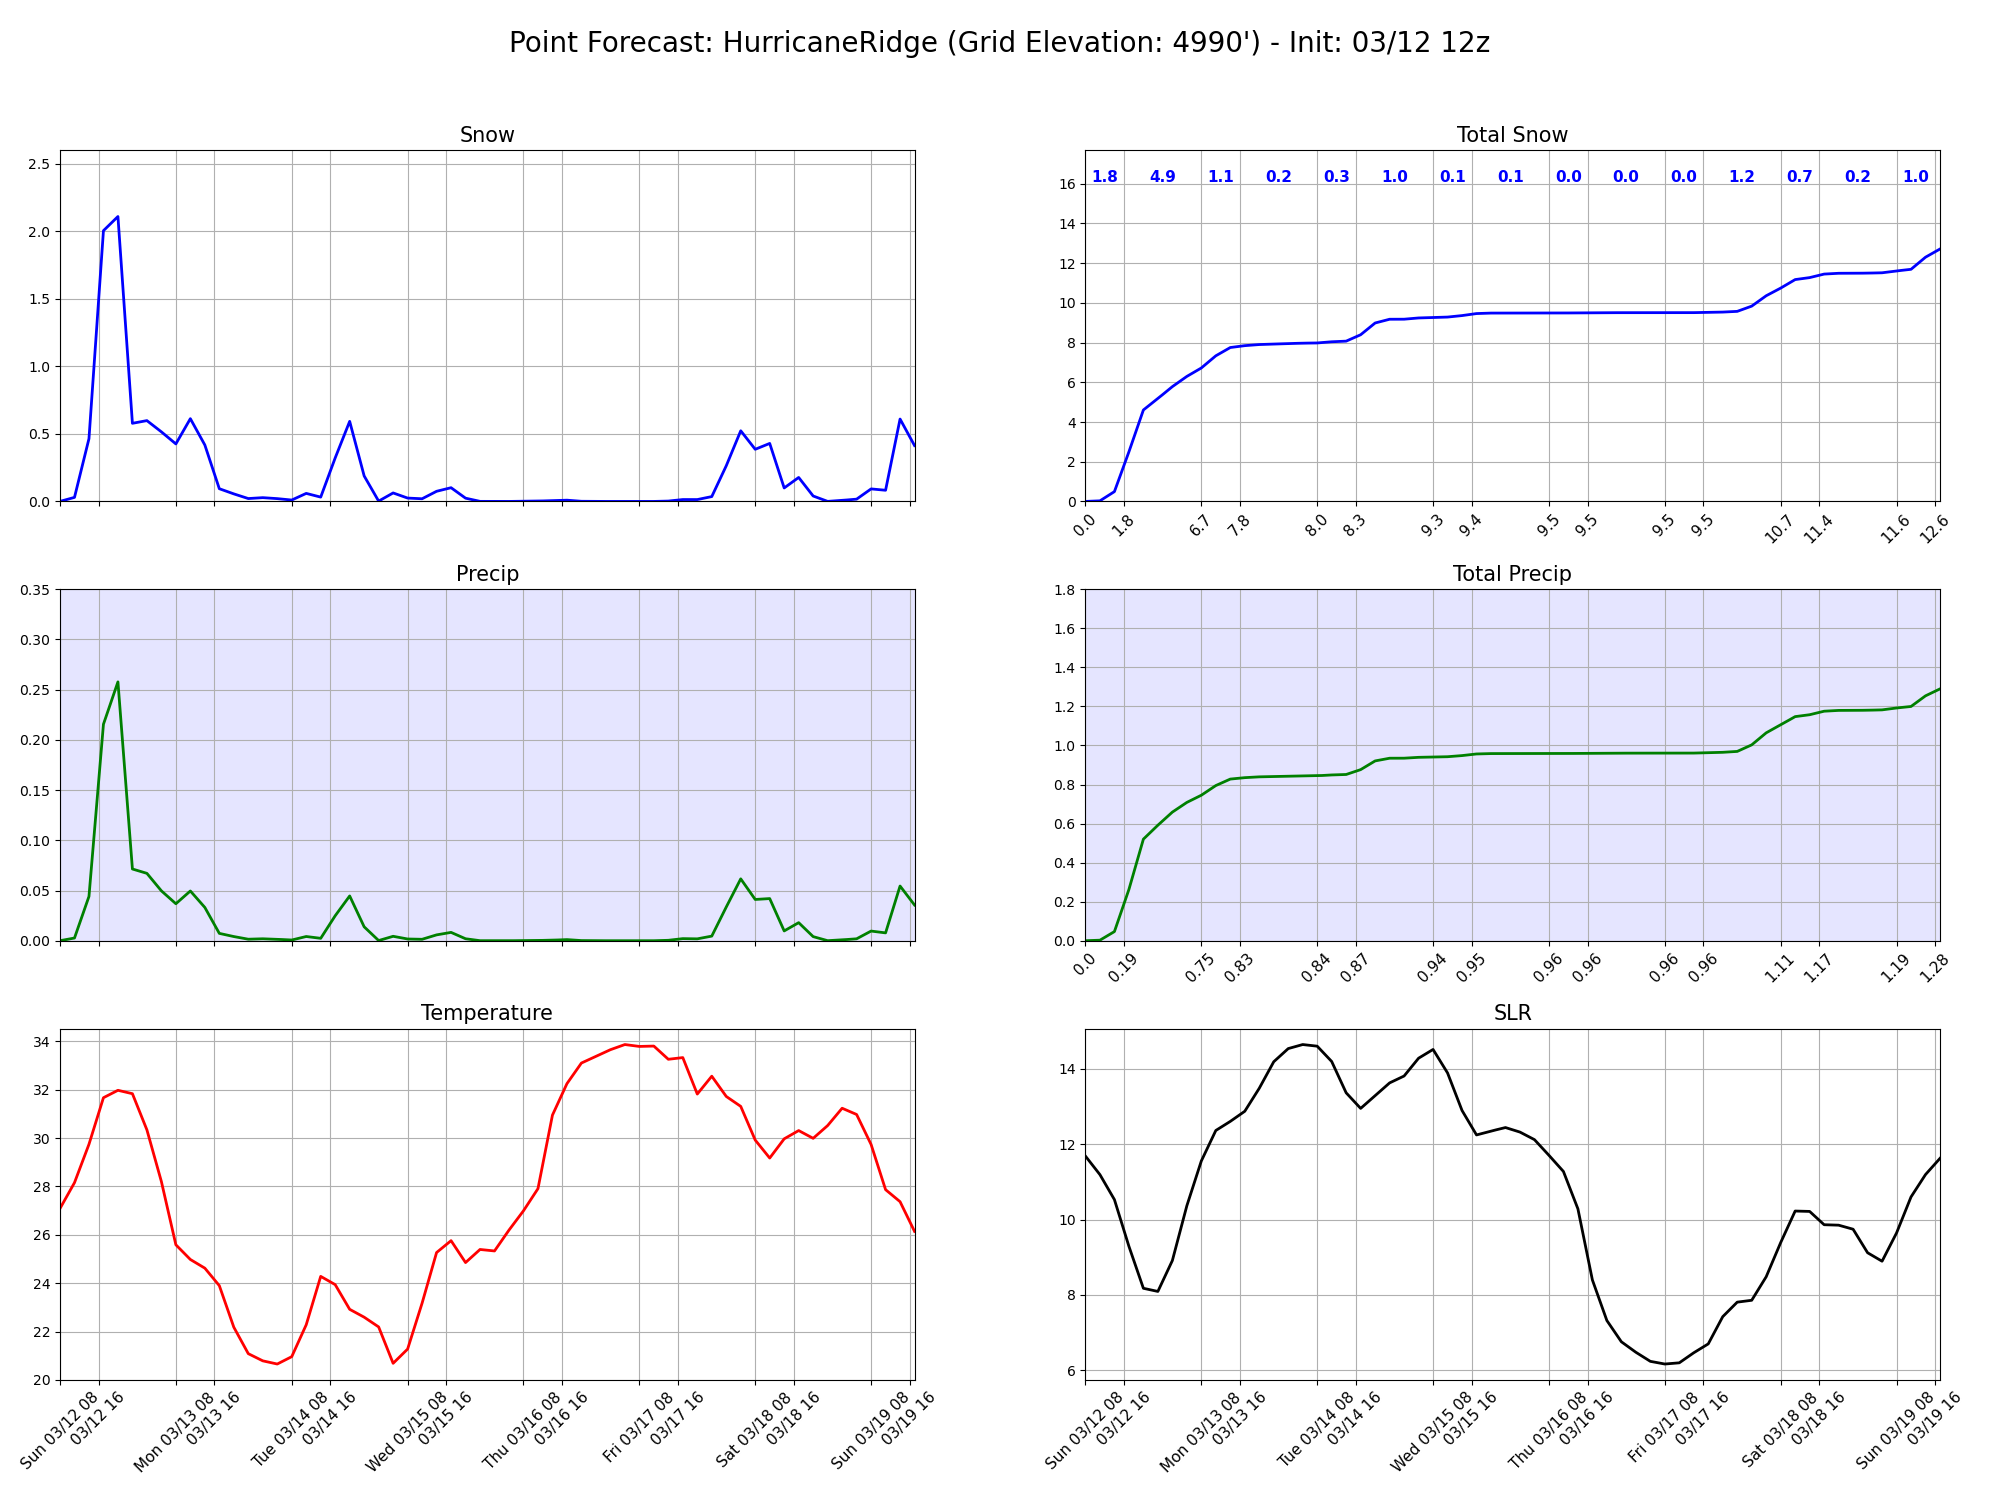 Point Forecast: HurricaneRidge (Grid Elevation: 4990') - Init: 03/12 12z
Snow
2.5
2.0
1.5
1.0
0.5
0.0
Total Snow
1.8 4.9 1.1 0.2 0.3 1.0 0.1 0.1 0.0 0.0 0.0 1.2 0.7 0.2 1.0
16
14
12
10
8
6
4
2
0
0.0 1.8 6.7 7.8 8.0 8.3 9.3 9.4 9.5 9.5 9.5 9.5 10.7 11.4 11.6 12.6
Precip
0.35
0.30
0.25
0.20
0.15
0.10
0.05
0.00
Total Precip
1.8
1.6
1.4
1.2
1.0
0.8
0.6
0.4
0.2
0.0
0.0 0.19 0.75 0.83 0.84 0.87 0.94 0.95 0.96 0.96 0.96 0.96 1.11 1.17 1.19 1.28
Temperature
34
32
30
28
26
24
22
20
Sun 03/12 08
03/12 16
Mon 03/13 08
03/13 16
Tue 03/14 08
03/14 16
Wed 03/15 08
03/15 16
Thu 03/16 08
03/16 16
Fri 03/17 08
03/17 16
Sat 03/18 08
03/18 16
Sun 03/19 08
03/19 16
SLR
14
12
10
8
6
Sun 03/12 08
03/12 16
Mon 03/13 08
03/13 16
Tue 03/14 08
03/14 16
Wed 03/15 08
03/15 16
Thu 03/16 08
03/16 16
Fri 03/17 08
03/17 16
Sat 03/18 08
03/18 16
Sun 03/19 08
03/19 16